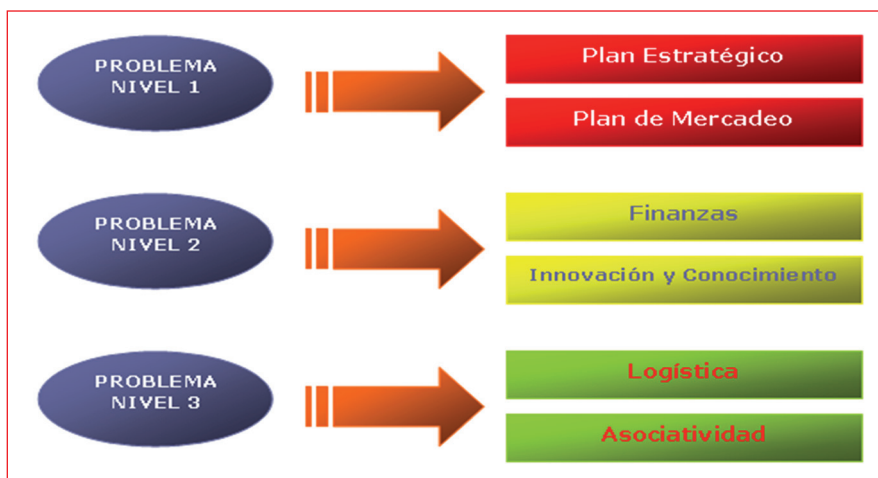 PROBLEMA
NIVEL 1
Plan Estratégico
Plan de Mercadeo
PROBLEMA
NIVEL 2
Finanzas
Innovación y Conocimiento
PROBLEMA
NIVEL 3
Logística
Asociatividad